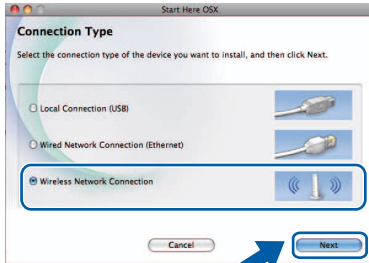 Start Here OSX
Connection Type
Select the connection type of the device you want to install, and then click Next.
Local Connection (USB)
Wired Network Connection (Ethernet)
Wireless Network Connection
Cancel
Next